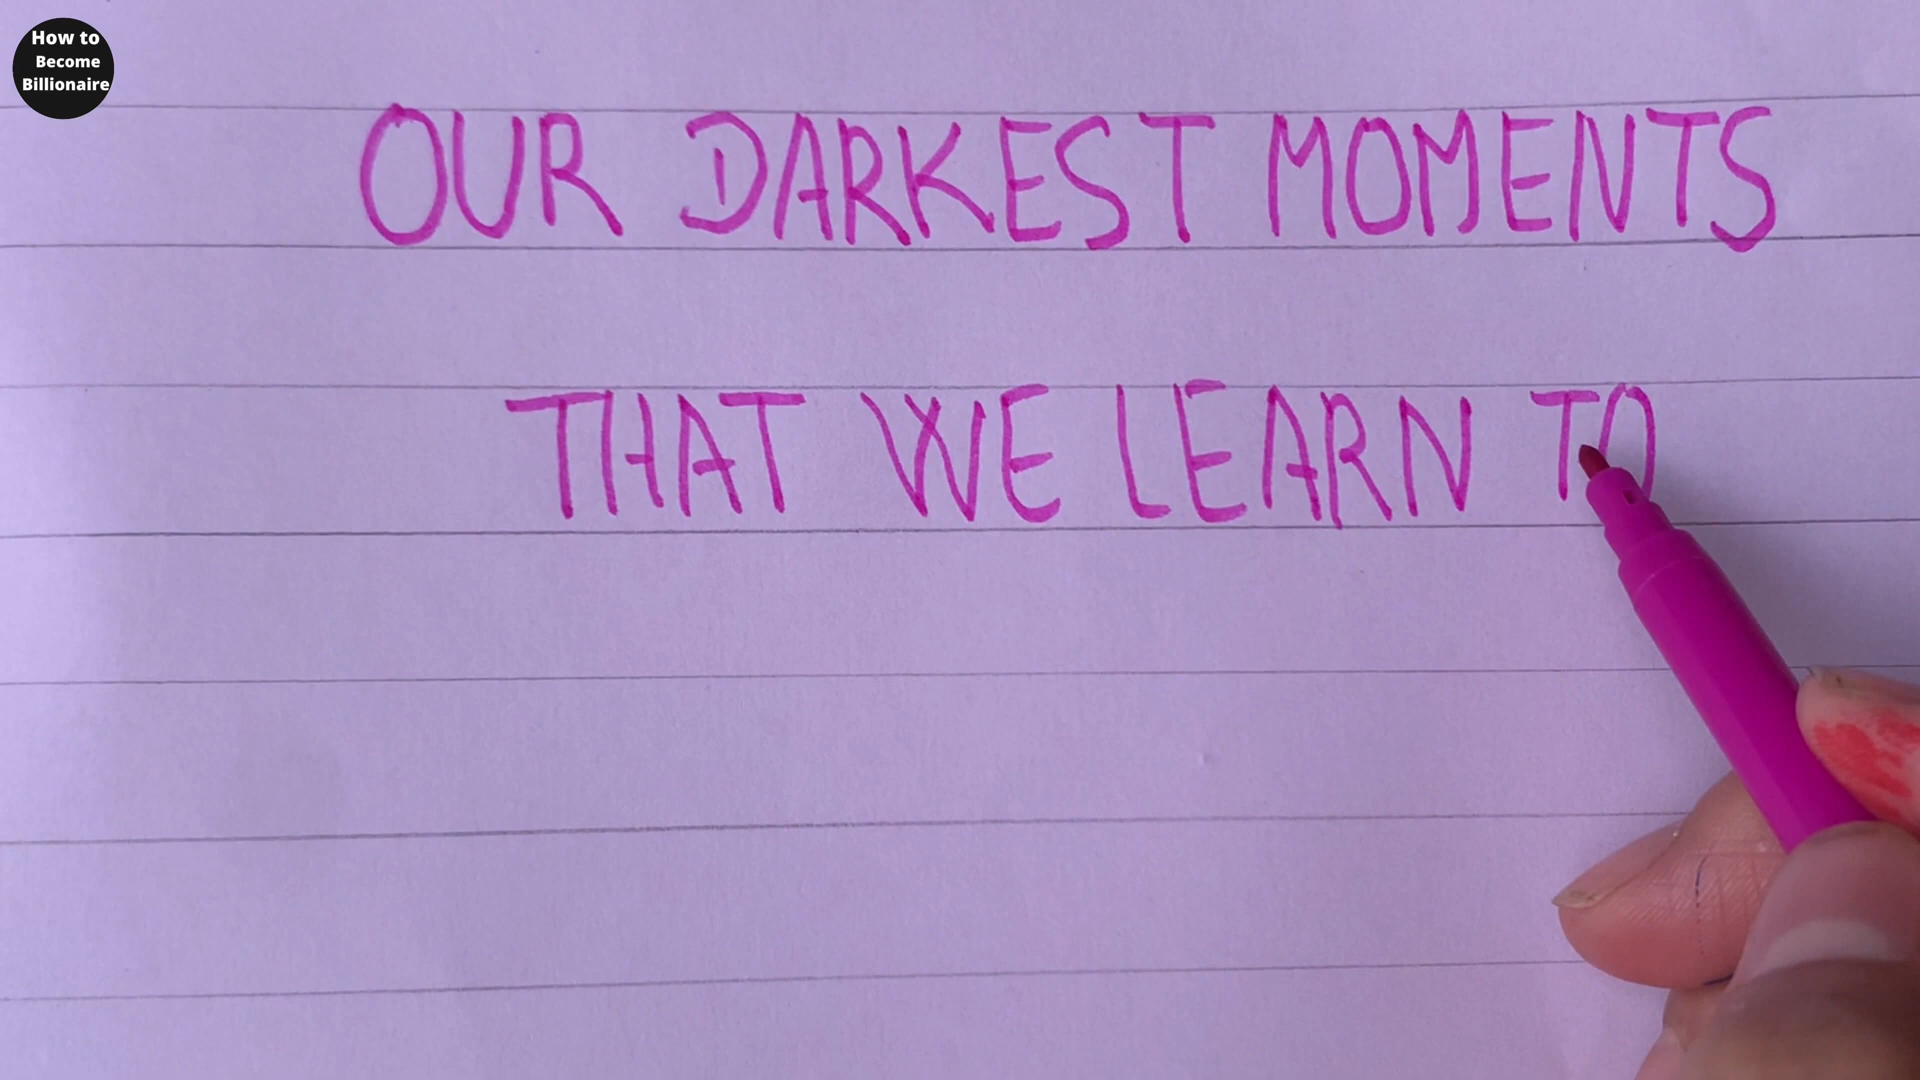 How to
Become
Billionaire
OUR DARKEST MOMENTS
THAT WE LEARN TO